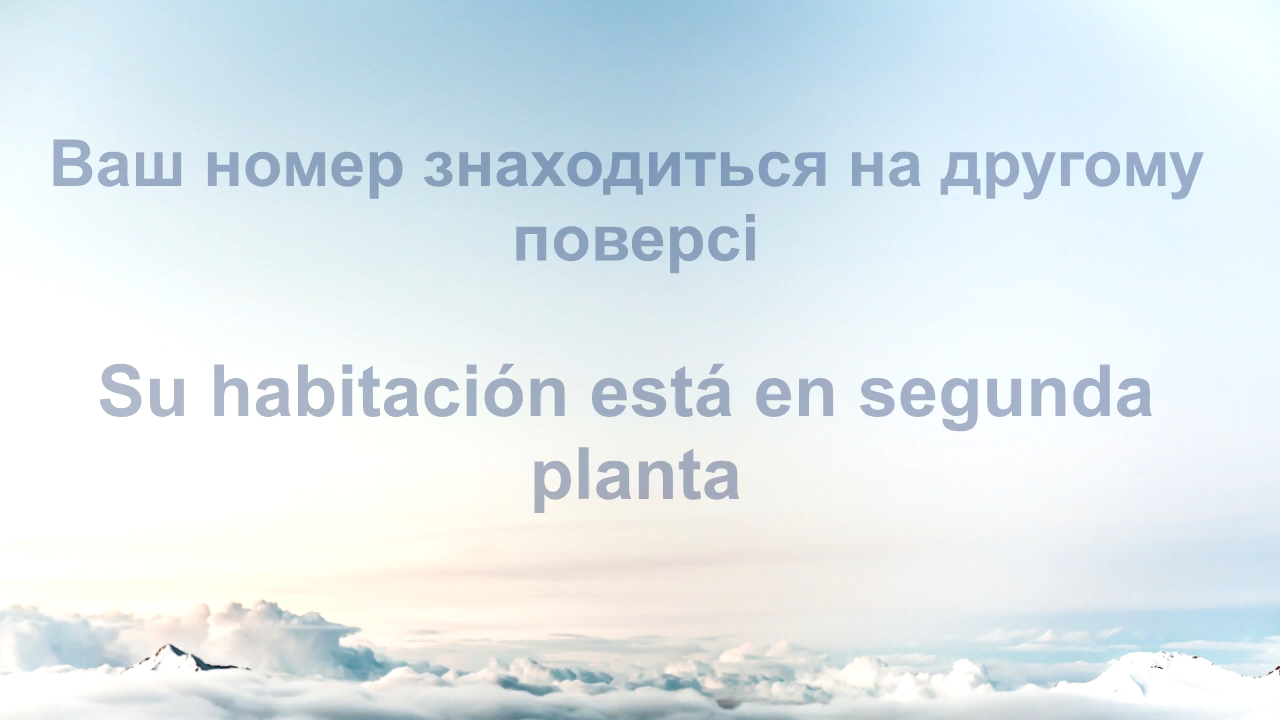 Ваш номер знаходиться на другому
поверсі
Su habitación está en segunda
planta